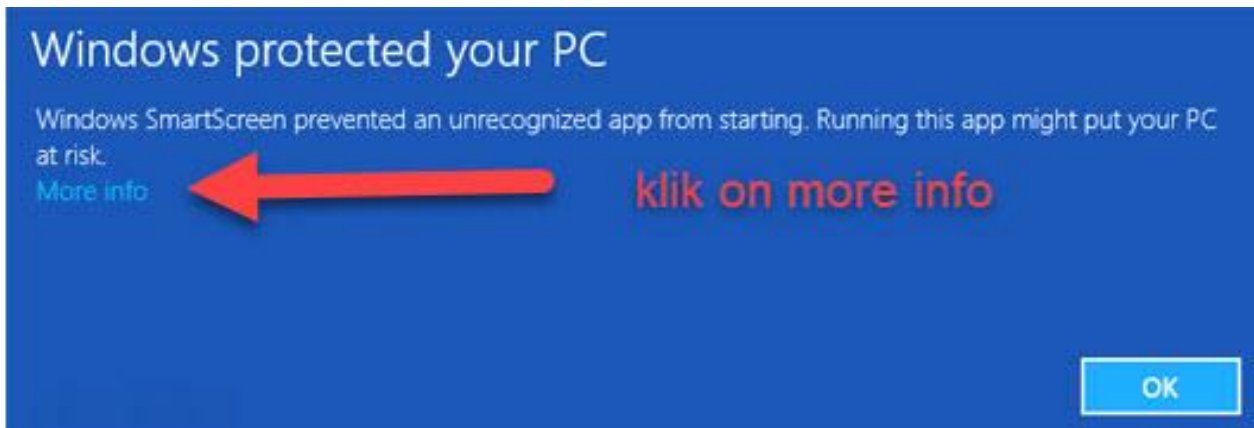 Windows protected your PC
Windows SmartScreen prevented an unrecognized app from starting. Running this app might put your PC
at risk.
More info
klik on more info
OK